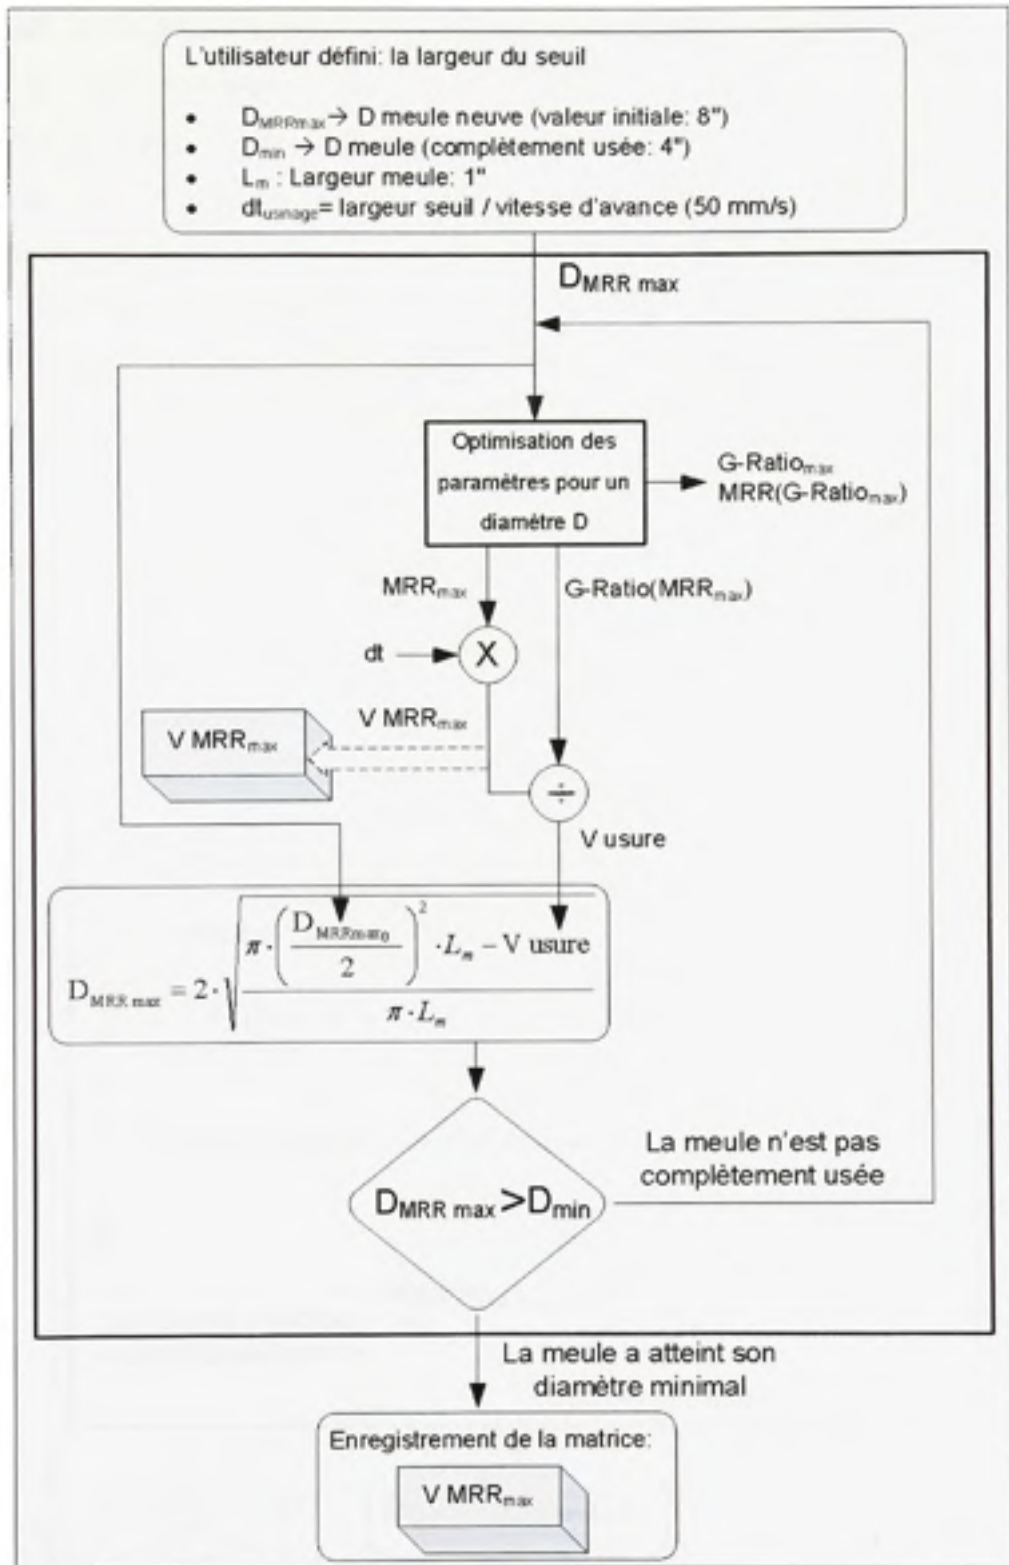 L'utilisateur défini: la largeur du seuil
• D_MRRmax → D meule neuve (valeur initiale: 8")
• D_min → D meule (complètement usée: 4")
• L_m : Largeur meule: 1"
• dt_usinage= largeur seuil / vitesse d'avance (50 mm/s)
D_MRR max
Optimisation des
paramètres pour un
diamétre D
G-Ratio_max
MRR(G-Ratio_max)
MRR_max
G-Ratio(MRR_max)
dt
X
V MRR_max
V MRR_max
÷
V usure
D_MRR max = 2 · √((π · (D_MRRmax_0 / 2)^2 · L_m − V usure) / (π · L_m))
La meule n'est pas
complètement usée
D_MRR max > D_min
La meule a atteint son
diamètre minimal
Enregistrement de la matrice:
V MRR_max